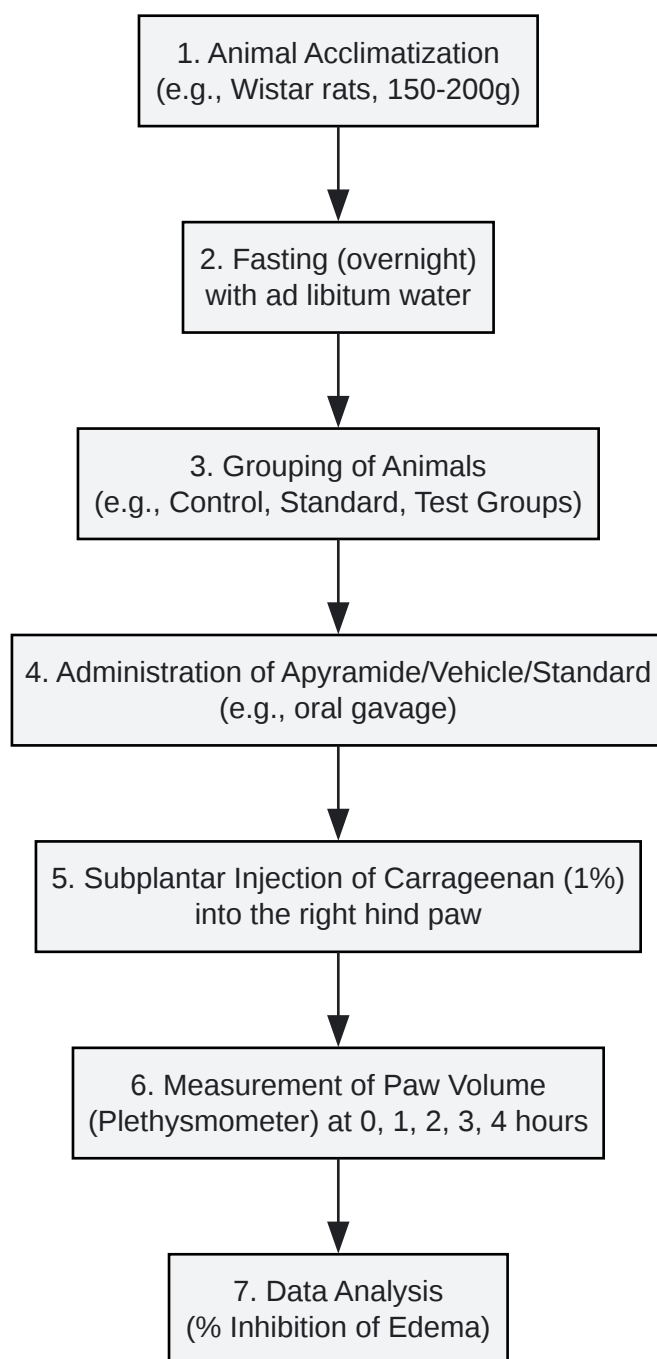 1. Animal Acclimatization
(e.g., Wistar rats, 150-200g)
2. Fasting (overnight)
with ad libitum water
3. Grouping of Animals
(e.g., Control, Standard, Test Groups)
4. Administration of Apyramide/Vehicle/Standard
(e.g., oral gavage)
5. Subplantar Injection of Carrageenan (1%)
into the right hind paw
6. Measurement of Paw Volume
(Plethysmometer) at 0, 1, 2, 3, 4 hours
7. Data Analysis
(% Inhibition of Edema)